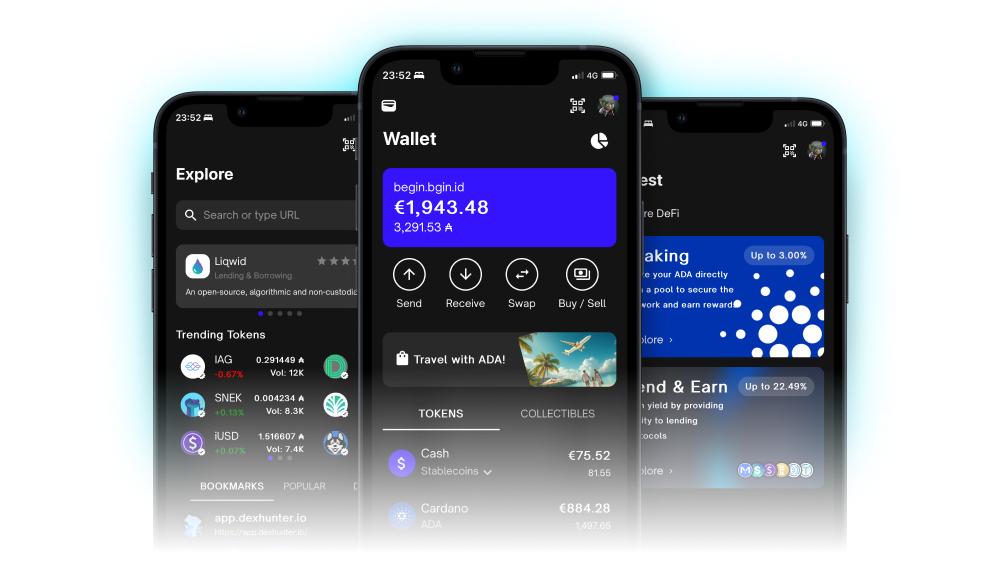 23:52
Explore
Search or type URL
Liqwid
Lending & Borrowing
An open-source, algorithmic and non-custodia
Trending Tokens
IAG 0.291449 ₳
-0.67% Vol: 12K
SNEK 0.004234 ₳
+0.13% Vol: 8.3K
iUSD 1.516607 ₳
+0.07% Vol: 7.4K
BOOKMARKS POPULAR D
app.dexhunter.io
https://app.dexhunter.io/
23:52 4G
Wallet
begin.bgin.id
€1,943.48
3,291.53 ₳
Send Receive Swap Buy / Sell
Travel with ADA!
TOKENS COLLECTIBLES
Cash €75.52
Stablecoins 81.55
Cardano €884.28
ADA 1,497.65
4G
est
re DeFi
aking Up to 3.00%
e your ADA directly
a pool to secure the
work and earn rewards
lore ›
end & Earn Up to 22.49%
n yield by providing
ity to lending
tocols
lore ›